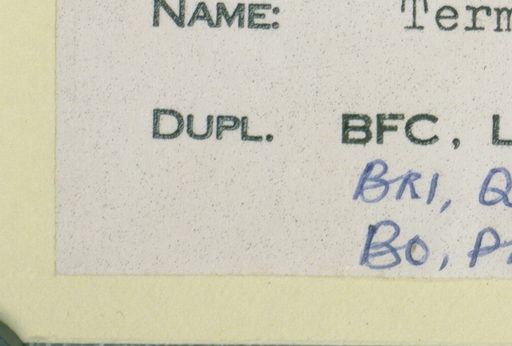 NAME: Term
DUPL. BFC, L
BRI, Q
BO, P